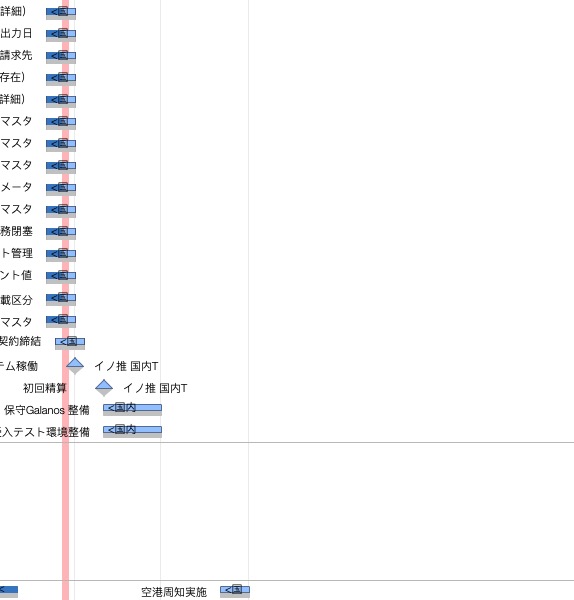 詳細） <国
出力日 <国
請求先 <国
存在） <国
詳細） <国
マスタ <国
マスタ <国
マスタ <国
メータ <国
マスタ <国
務閉塞 <国
ト管理 <国
ント値 <国
載区分 <国
マスタ <国
契約締結 <国
テム稼働 イノ推 国内T
初回精算 イノ推 国内T
保守Galanos 整備 <国内
受入テスト環境整備 <国内
< 空港周知実施 <国